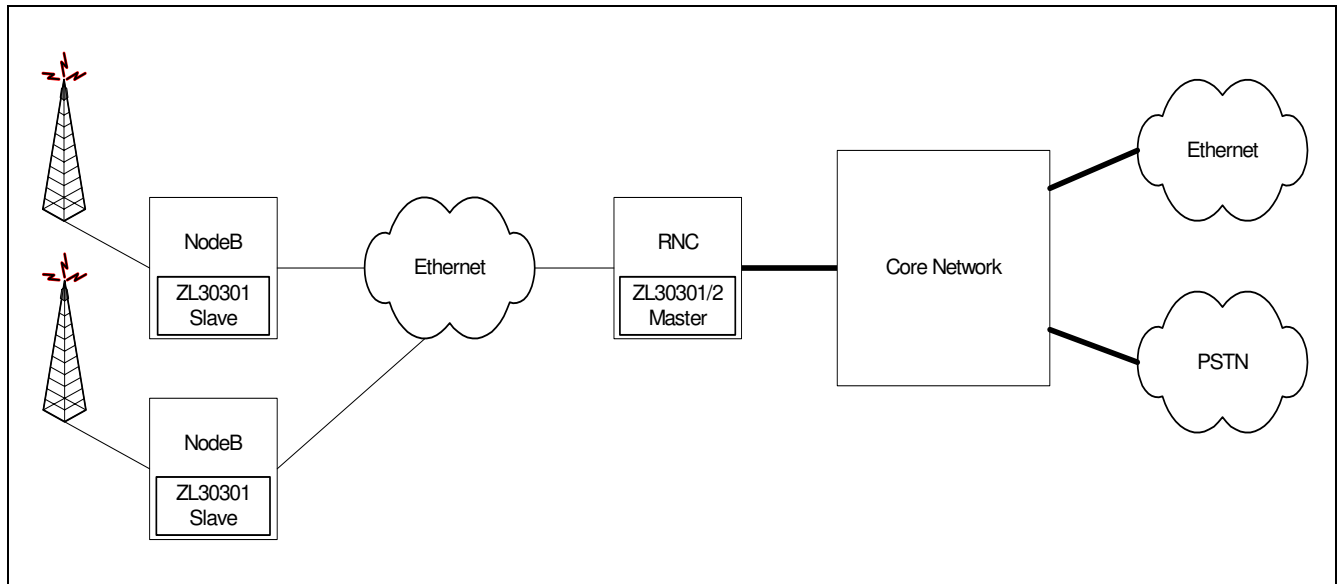 NodeB
ZL30301
Slave
Ethernet
RNC
ZL30301/2
Master
Core Network
Ethernet
PSTN
NodeB
ZL30301
Slave